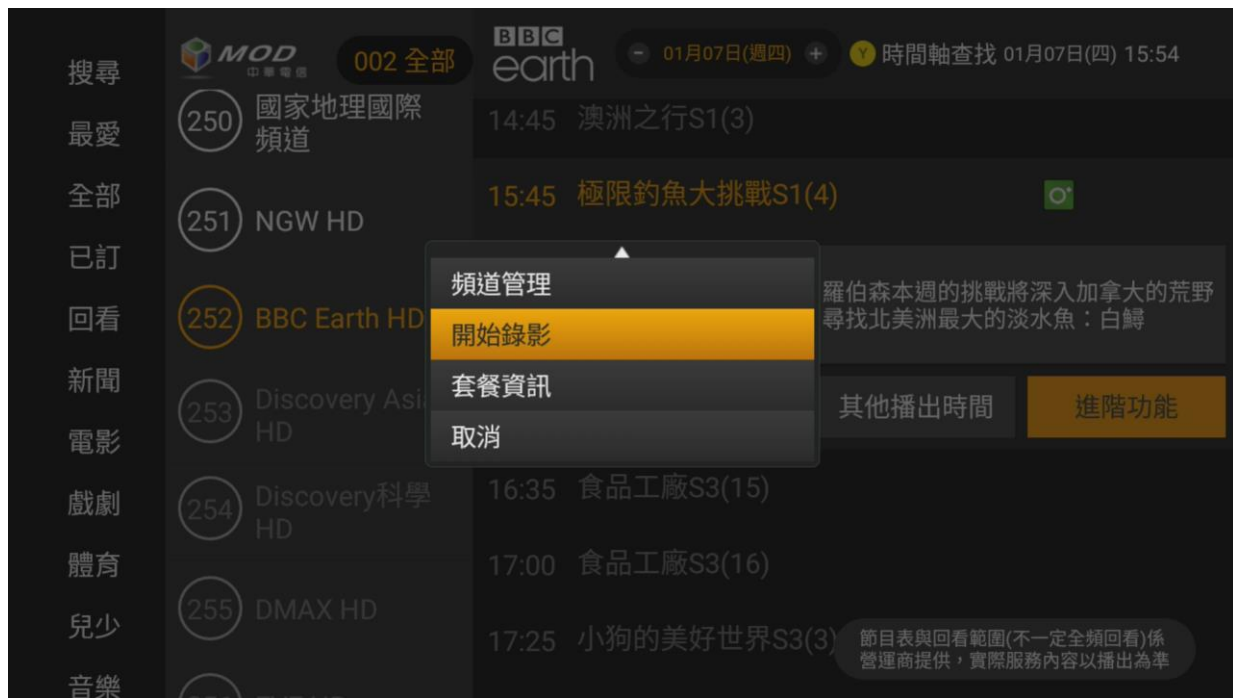 搜尋
最愛
全部
已訂
回看
新聞
電影
戲劇
體育
兒少
音樂
MOD
中華電信
002 全部
250 國家地理國際
頻道
251 NGW HD
252 BBC Earth HD
253 Discovery Asia
HD
254 Discovery科學
HD
255 DMAX HD
BBC
earth
- 01月07日(週四) +
Y 時間軸查找 01月07日(四) 15:54
14:45 澳洲之行S1(3)
15:45 極限釣魚大挑戰S1(4)
羅伯森本週的挑戰將深入加拿大的荒野
尋找北美洲最大的淡水魚：白鱘
其他播出時間
進階功能
頻道管理
開始錄影
套餐資訊
取消
16:35 食品工廠S3(15)
17:00 食品工廠S3(16)
17:25 小狗的美好世界S3(3)
節目表與回看範圍(不一定全頻回看)係
營運商提供，實際服務內容以播出為準